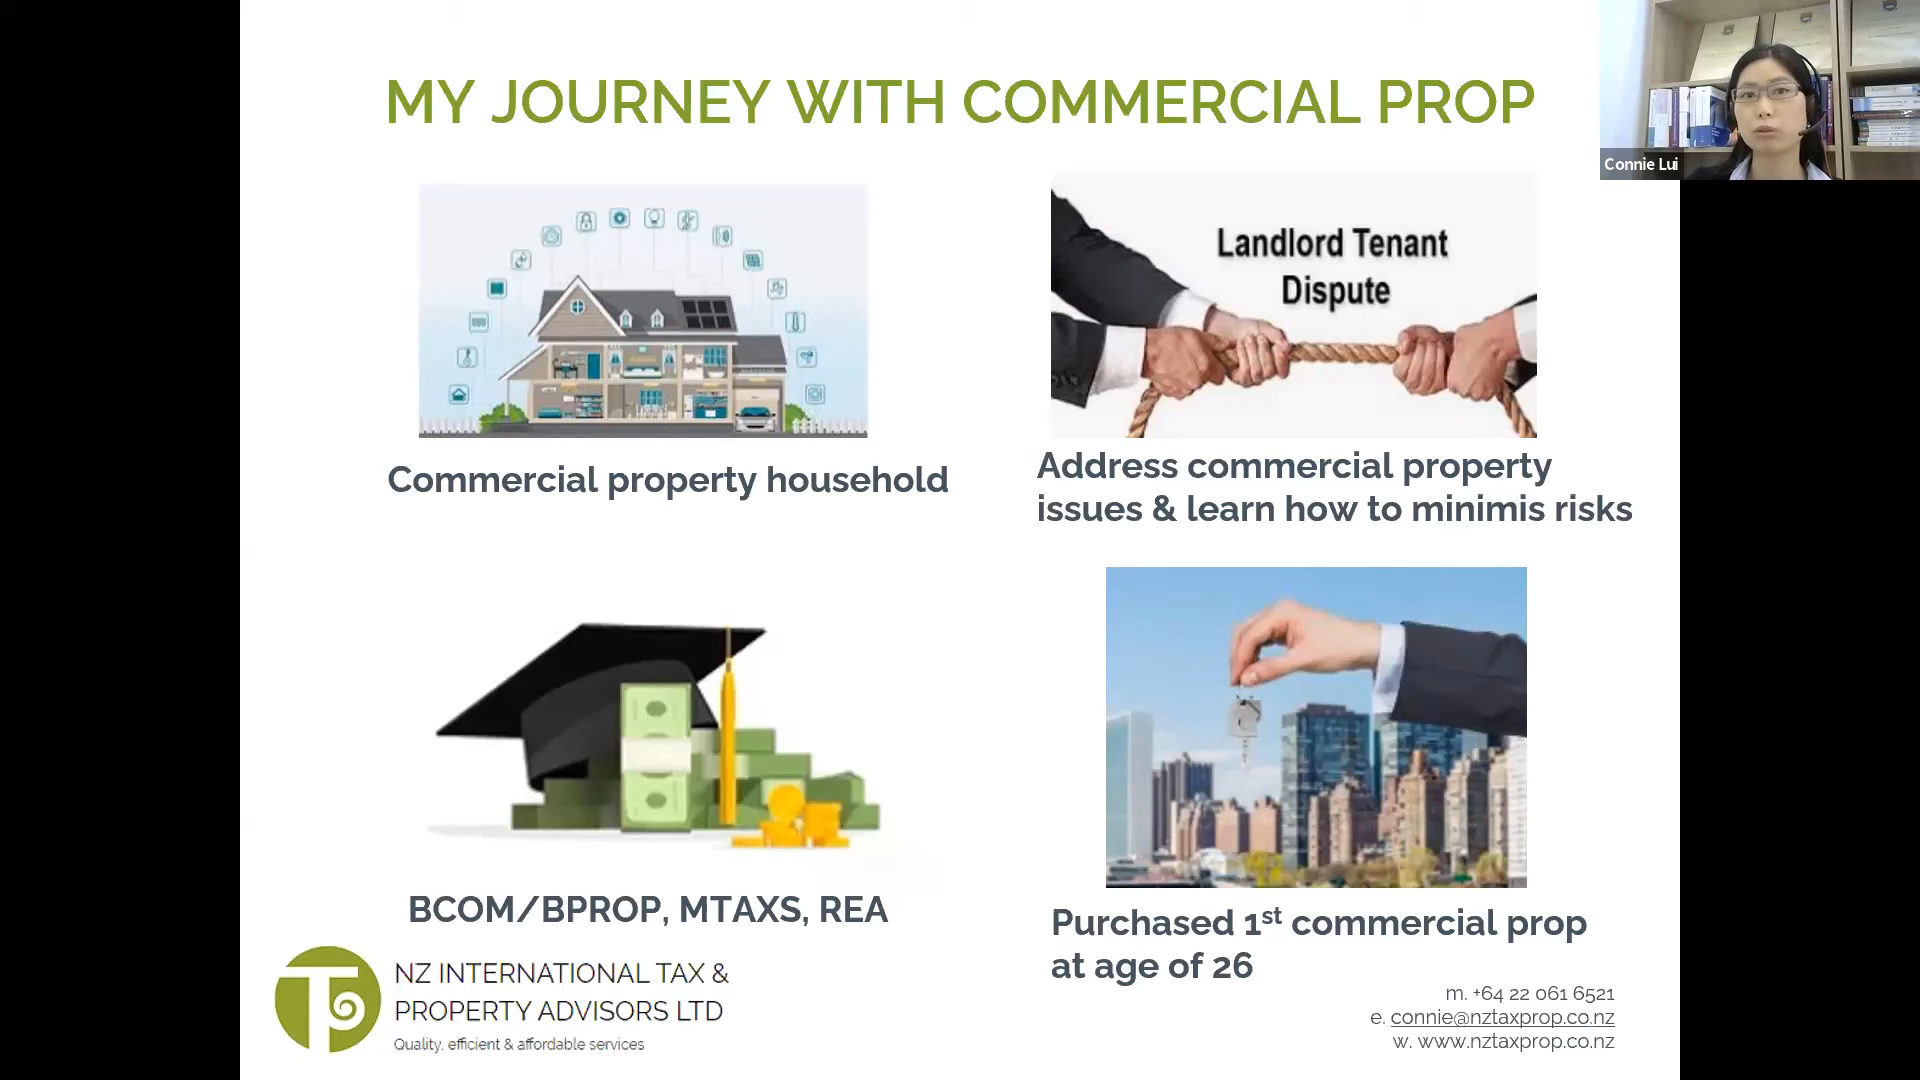 MY JOURNEY WITH COMMERCIAL PROP
Connie Lui
Landlord Tenant
Dispute
Commercial property household
Address commercial property
issues & learn how to minimis risks
BCOM/BPROP, MTAXS, REA
Purchased 1st commercial prop
at age of 26
NZ INTERNATIONAL TAX &
PROPERTY ADVISORS LTD
Quality, efficient & affordable services
m. +64 22 061 6521
e. connie@nztaxprop.co.nz
w. www.nztaxprop.co.nz